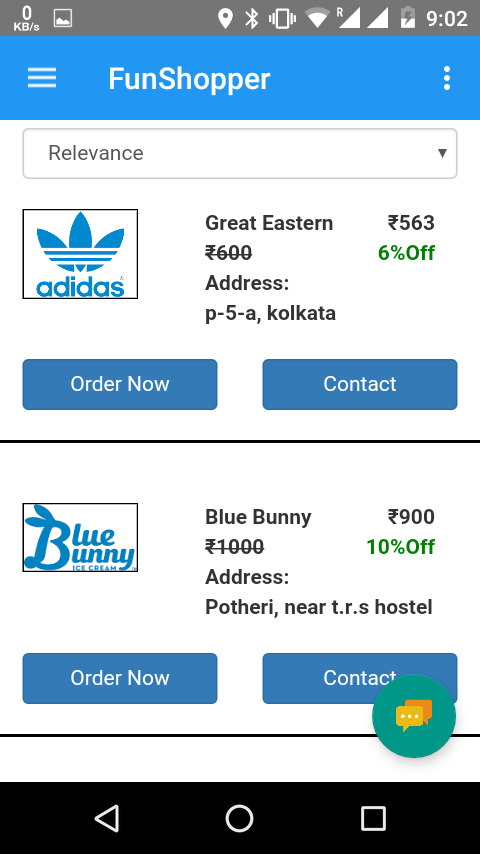 0
KB/s
R
9:02
FunShopper
Relevance
adidas
Great Eastern ₹563
₹600 6%Off
Address:
p-5-a, kolkata
Order Now Contact
Blue
Bunny
ICE CREAM
Blue Bunny ₹900
₹1000 10%Off
Address:
Potheri, near t.r.s hostel
Order Now Contact